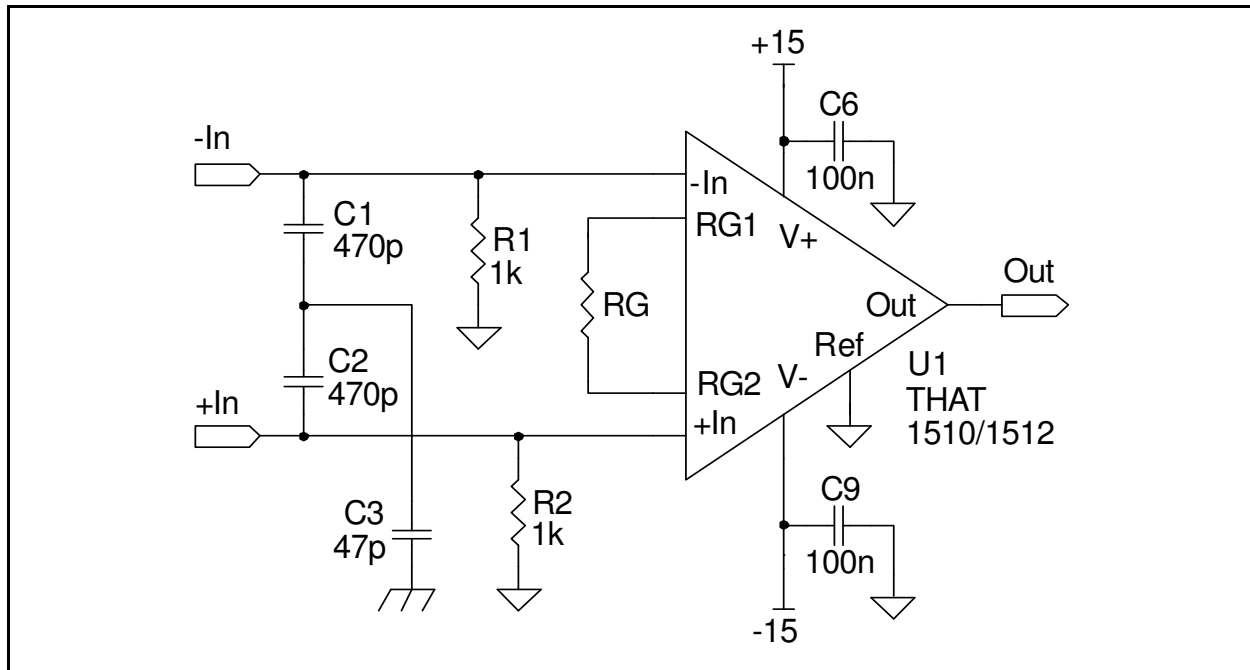 +15
C6
100n
-In
C1
470p
R1
1k
-In
RG1
V+
RG
Out
Out
Ref
C2
470p
V-
RG2
U1
THAT
1510/1512
+In
+In
C3
47p
R2
1k
C9
100n
-15